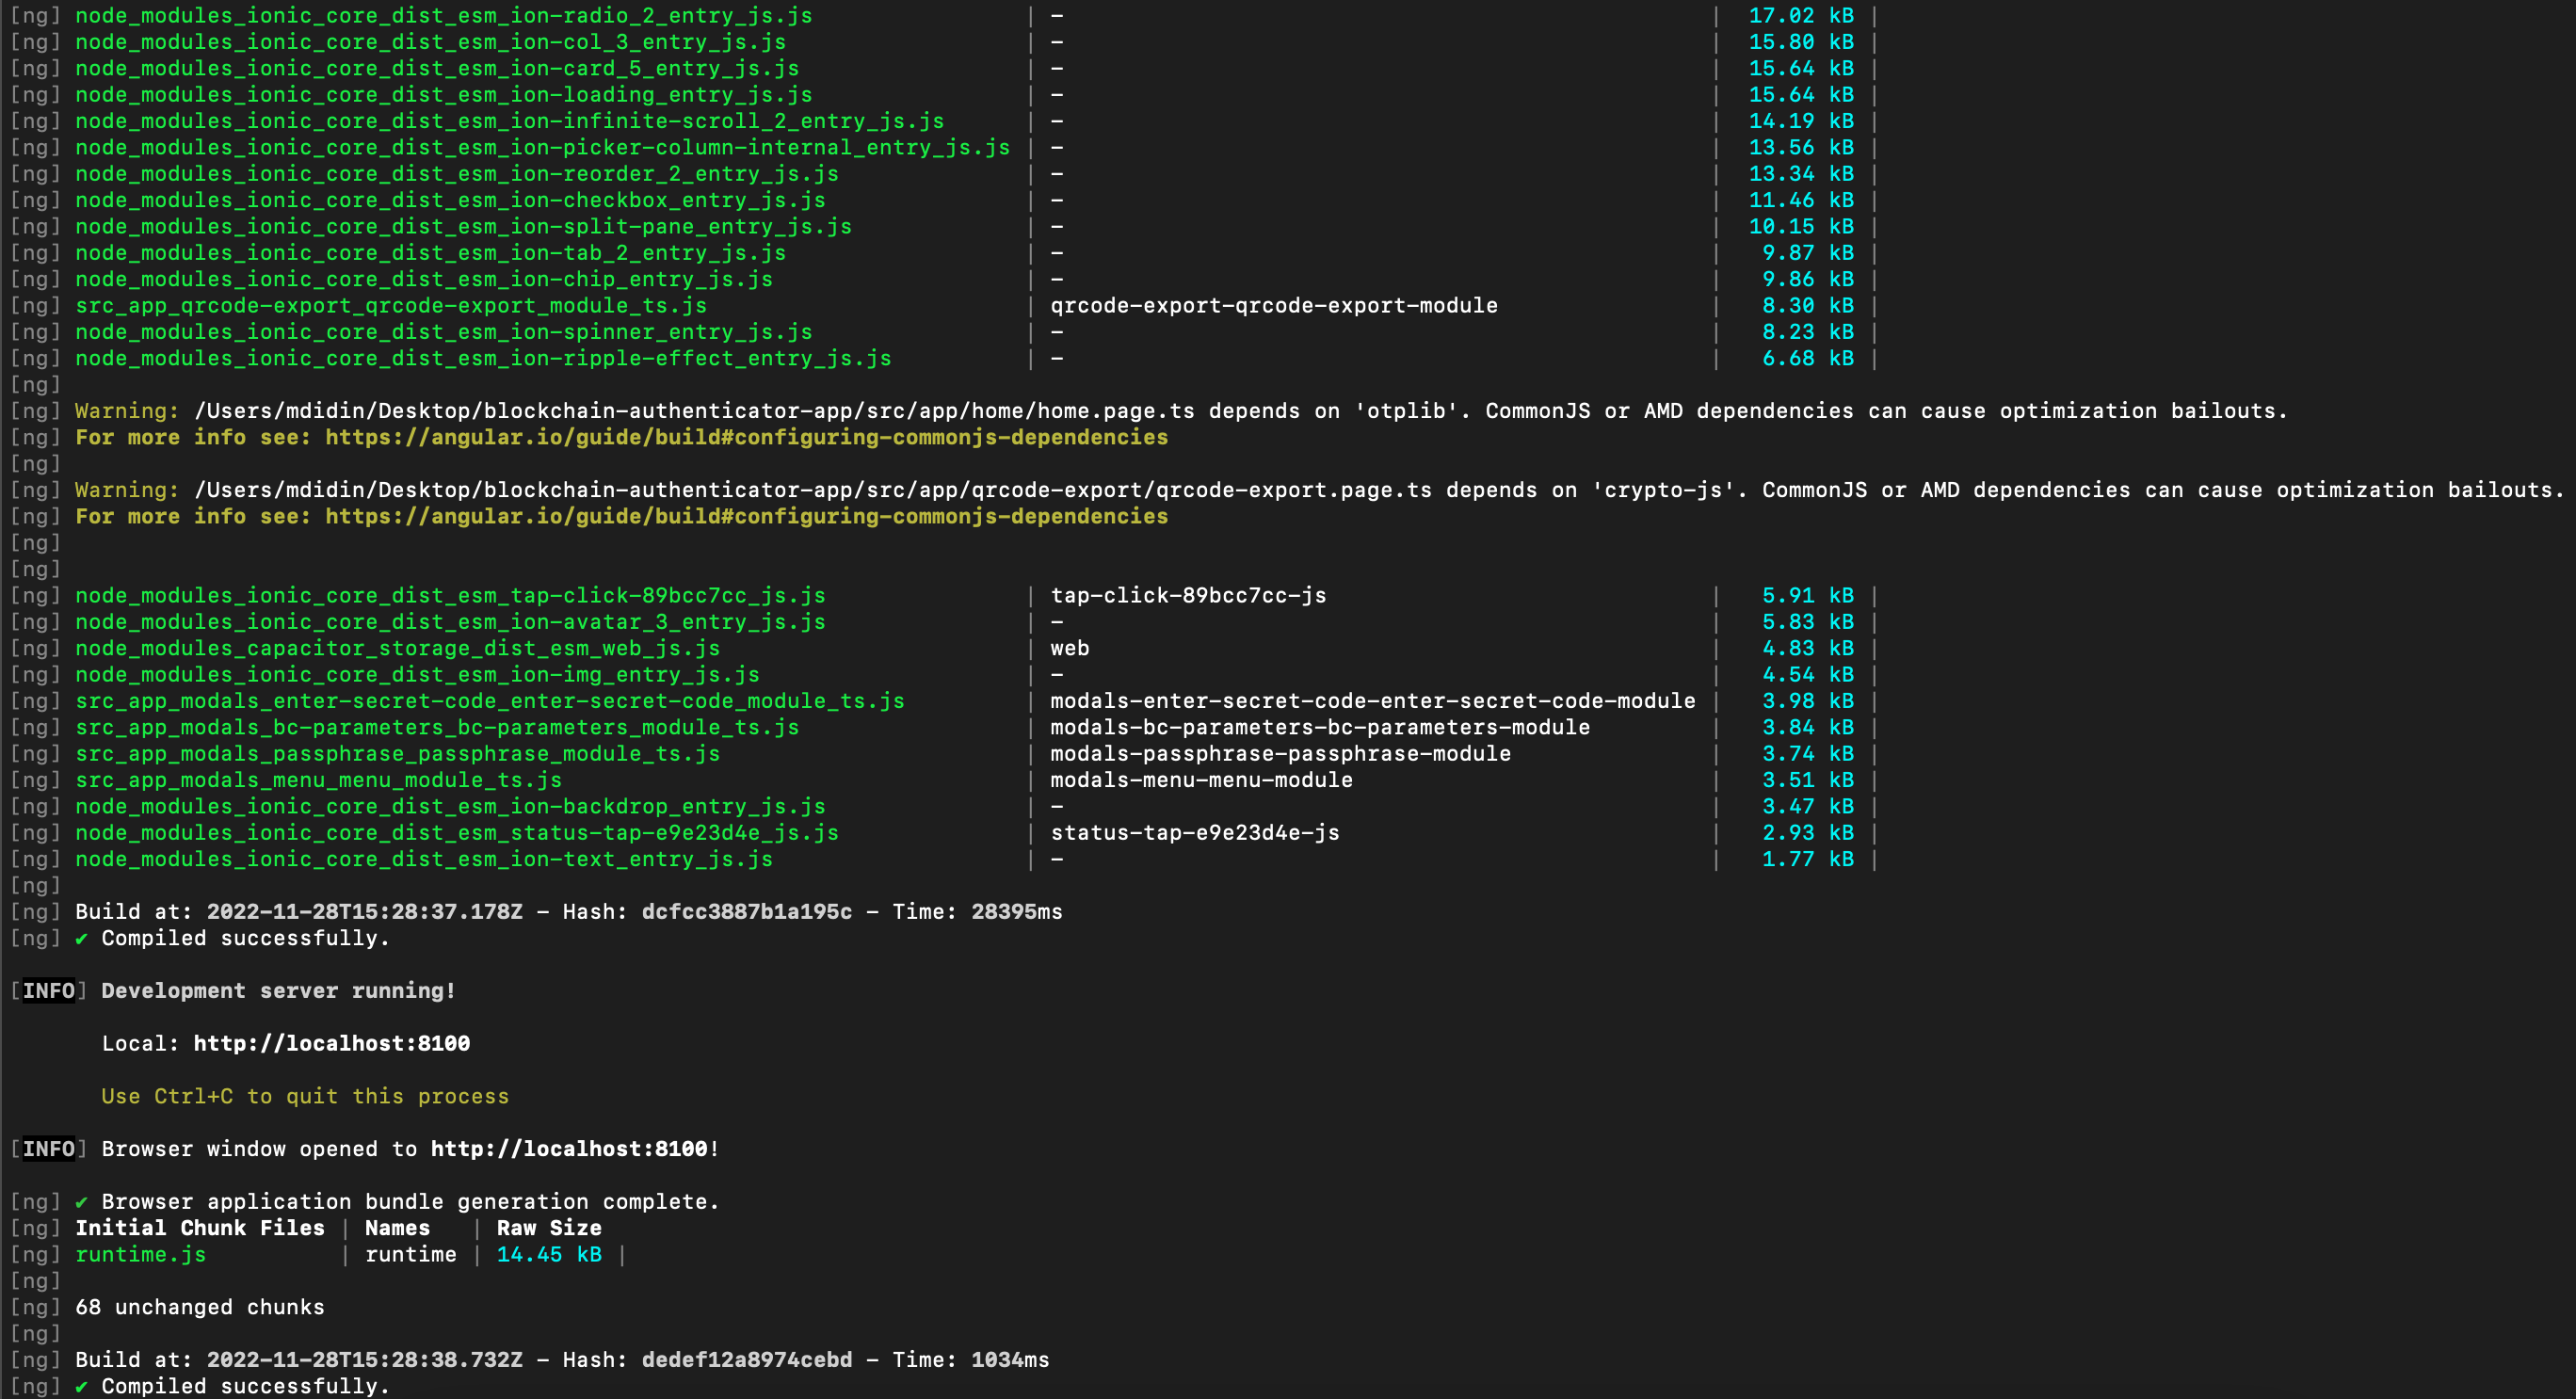 [ng] node_modules_ionic_core_dist_esm_ion-radio_2_entry_js.js | - | 17.02 kB |
[ng] node_modules_ionic_core_dist_esm_ion-col_3_entry_js.js | - | 15.80 kB |
[ng] node_modules_ionic_core_dist_esm_ion-card_5_entry_js.js | - | 15.64 kB |
[ng] node_modules_ionic_core_dist_esm_ion-loading_entry_js.js | - | 15.64 kB |
[ng] node_modules_ionic_core_dist_esm_ion-infinite-scroll_2_entry_js.js | - | 14.19 kB |
[ng] node_modules_ionic_core_dist_esm_ion-picker-column-internal_entry_js.js | - | 13.56 kB |
[ng] node_modules_ionic_core_dist_esm_ion-reorder_2_entry_js.js | - | 13.34 kB |
[ng] node_modules_ionic_core_dist_esm_ion-checkbox_entry_js.js | - | 11.46 kB |
[ng] node_modules_ionic_core_dist_esm_ion-split-pane_entry_js.js | - | 10.15 kB |
[ng] node_modules_ionic_core_dist_esm_ion-tab_2_entry_js.js | - | 9.87 kB |
[ng] node_modules_ionic_core_dist_esm_ion-chip_entry_js.js | - | 9.86 kB |
[ng] src_app_qrcode-export_qrcode-export_module_ts.js | qrcode-export-qrcode-export-module | 8.30 kB |
[ng] node_modules_ionic_core_dist_esm_ion-spinner_entry_js.js | - | 8.23 kB |
[ng] node_modules_ionic_core_dist_esm_ion-ripple-effect_entry_js.js | - | 6.68 kB |
[ng]
[ng] Warning: /Users/mdidin/Desktop/blockchain-authenticator-app/src/app/home/home.page.ts depends on 'otplib'. CommonJS or AMD dependencies can cause optimization bailouts.
[ng] For more info see: https://angular.io/guide/build#configuring-commonjs-dependencies
[ng]
[ng] Warning: /Users/mdidin/Desktop/blockchain-authenticator-app/src/app/qrcode-export/qrcode-export.page.ts depends on 'crypto-js'. CommonJS or AMD dependencies can cause optimization bailouts.
[ng] For more info see: https://angular.io/guide/build#configuring-commonjs-dependencies
[ng]
[ng]
[ng] node_modules_ionic_core_dist_esm_tap-click-89bcc7cc_js.js | tap-click-89bcc7cc-js | 5.91 kB |
[ng] node_modules_ionic_core_dist_esm_ion-avatar_3_entry_js.js | - | 5.83 kB |
[ng] node_modules_capacitor_storage_dist_esm_web_js.js | web | 4.83 kB |
[ng] node_modules_ionic_core_dist_esm_ion-img_entry_js.js | - | 4.54 kB |
[ng] src_app_modals_enter-secret-code_enter-secret-code_module_ts.js | modals-enter-secret-code-enter-secret-code-module | 3.98 kB |
[ng] src_app_modals_bc-parameters_bc-parameters_module_ts.js | modals-bc-parameters-bc-parameters-module | 3.84 kB |
[ng] src_app_modals_passphrase_passphrase_module_ts.js | modals-passphrase-passphrase-module | 3.74 kB |
[ng] src_app_modals_menu_menu_module_ts.js | modals-menu-menu-module | 3.51 kB |
[ng] node_modules_ionic_core_dist_esm_ion-backdrop_entry_js.js | - | 3.47 kB |
[ng] node_modules_ionic_core_dist_esm_status-tap-e9e23d4e_js.js | status-tap-e9e23d4e-js | 2.93 kB |
[ng] node_modules_ionic_core_dist_esm_ion-text_entry_js.js | - | 1.77 kB |
[ng]
[ng] Build at: 2022-11-28T15:28:37.178Z - Hash: dcfcc3887b1a195c - Time: 28395ms
[ng] ✔ Compiled successfully.
[INFO] Development server running!
Local: http://localhost:8100
Use Ctrl+C to quit this process
[INFO] Browser window opened to http://localhost:8100!
[ng] ✔ Browser application bundle generation complete.
[ng] Initial Chunk Files | Names | Raw Size
[ng] runtime.js | runtime | 14.45 kB |
[ng]
[ng] 68 unchanged chunks
[ng]
[ng] Build at: 2022-11-28T15:28:38.732Z - Hash: dedef12a8974cebd - Time: 1034ms
[ng] ✔ Compiled successfully.